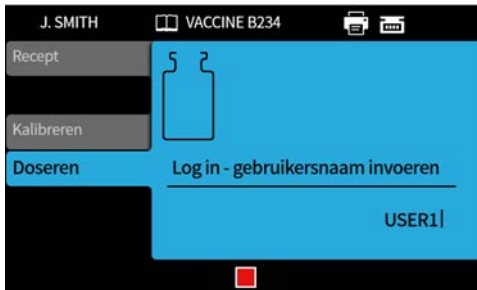 J. SMITH
VACCINE B234
Recept
Kalibreren
Doseren
Log in - gebruikersnaam invoeren
USER1